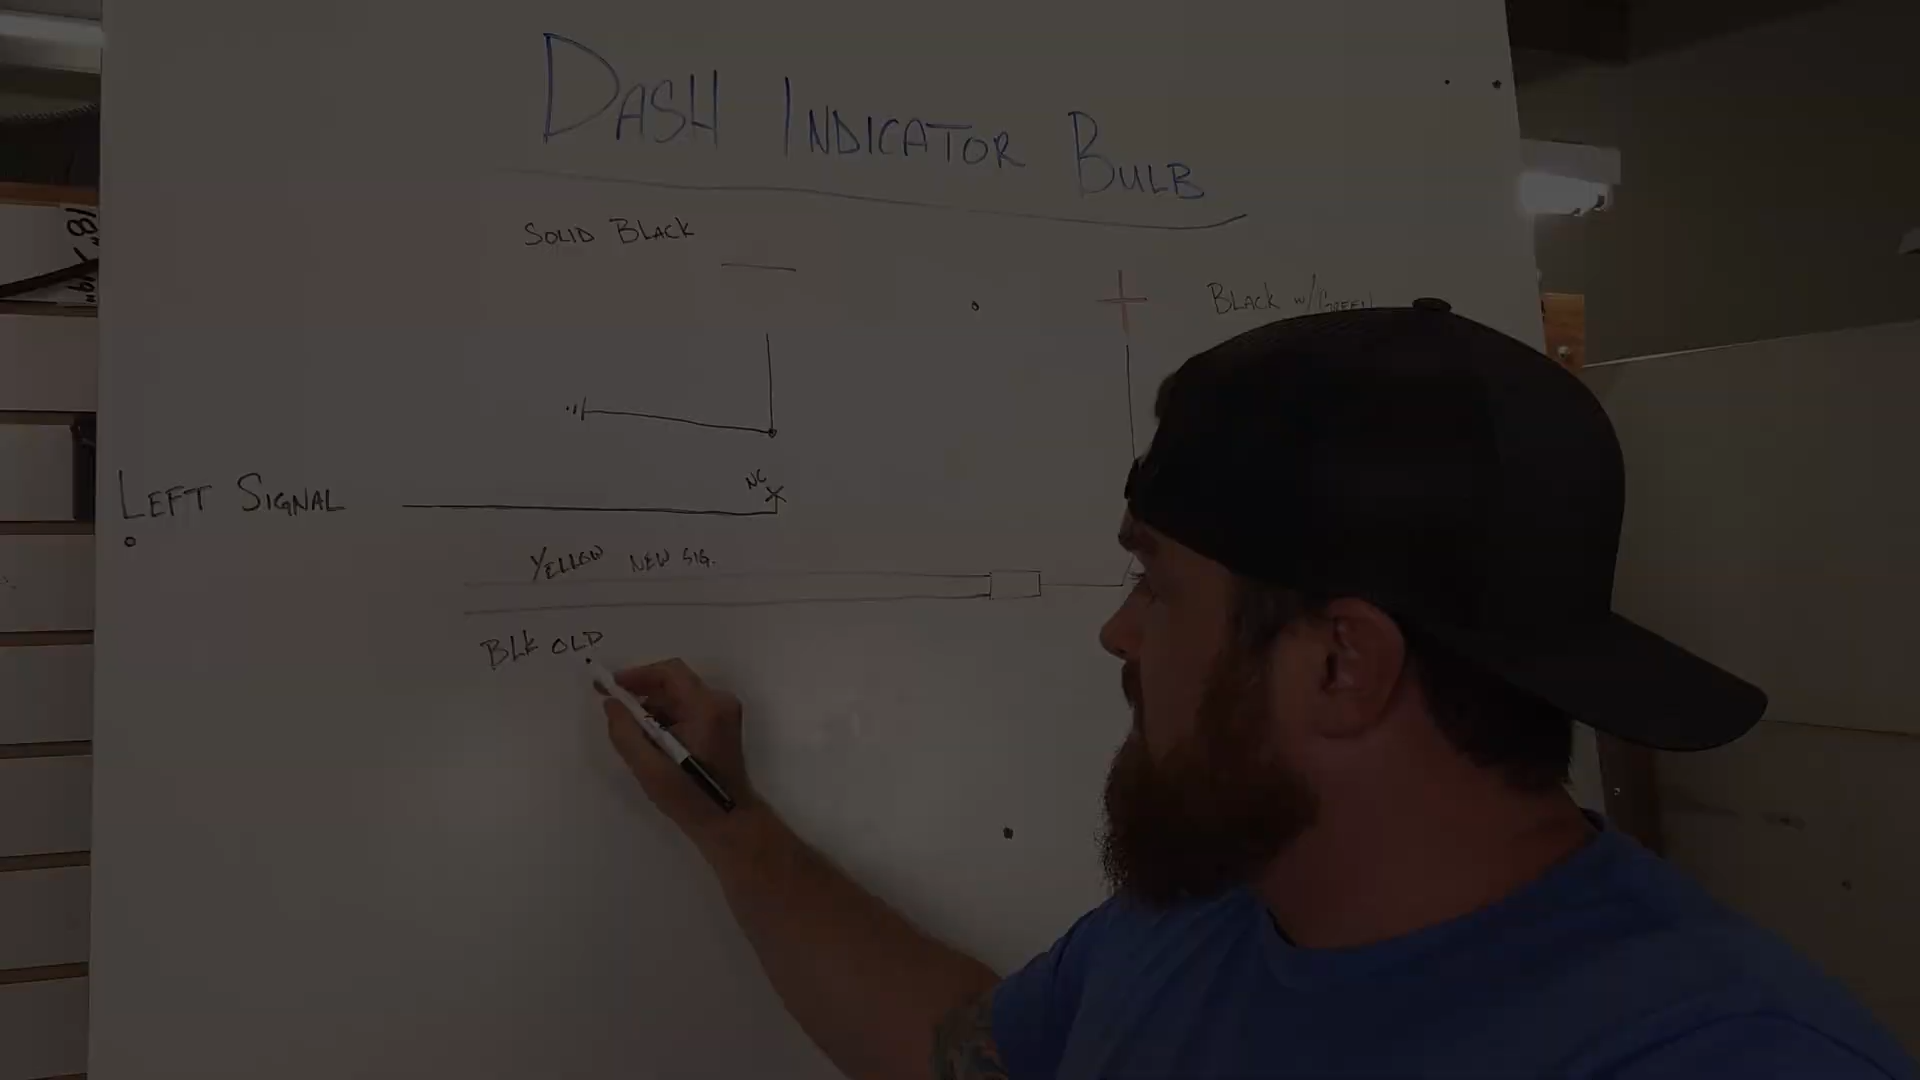 DASH INDICATOR BULB
SOLID BLACK
BLACK W/GREEN
LEFT SIGNAL
NC
YELLOW NEW SIG.
BLK OLD